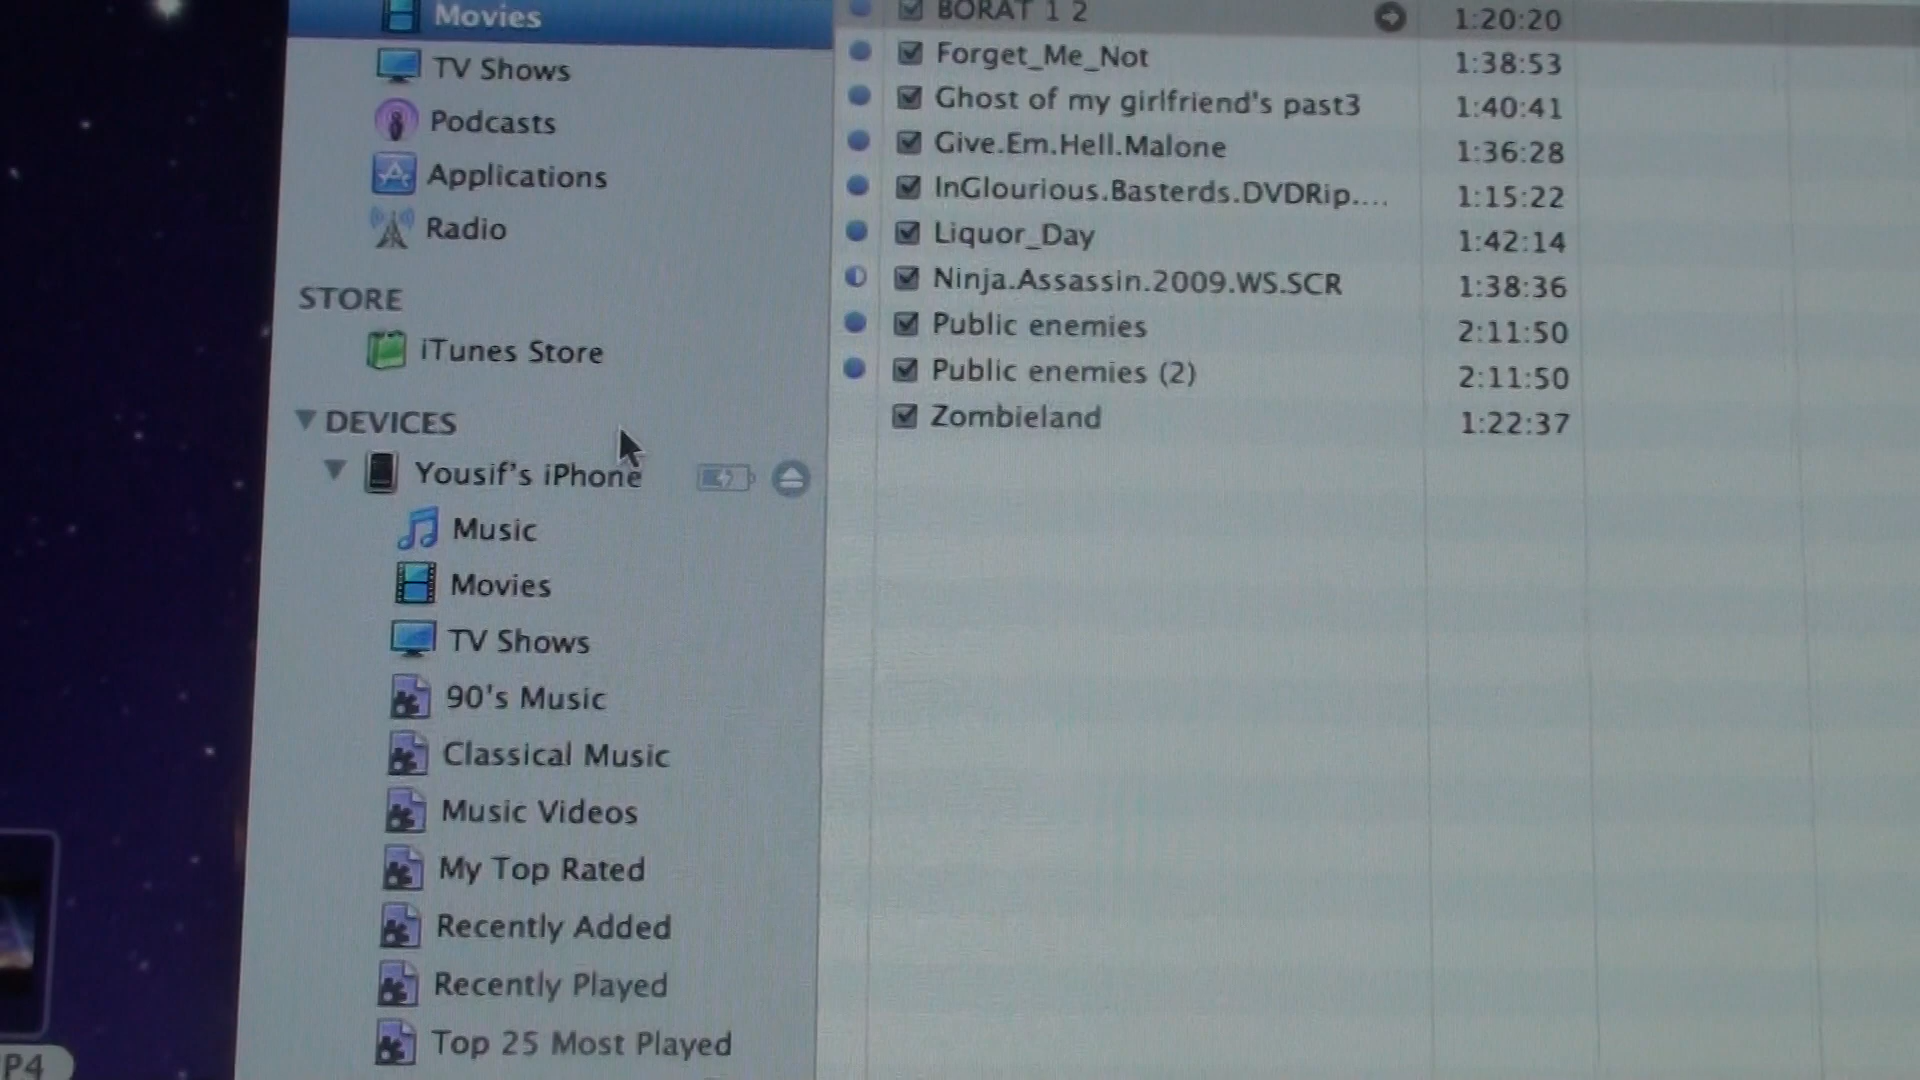 Movies
TV Shows
Podcasts
Applications
Radio
STORE
iTunes Store
DEVICES
Yousif's iPhone
Music
Movies
TV Shows
90's Music
Classical Music
Music Videos
My Top Rated
Recently Added
Recently Played
Top 25 Most Played
BORAT 1 2 1:20:20
Forget_Me_Not 1:38:53
Ghost of my girlfriend's past3 1:40:41
Give.Em.Hell.Malone 1:36:28
InGlourious.Basterds.DVDRip.... 1:15:22
Liquor_Day 1:42:14
Ninja.Assassin.2009.WS.SCR 1:38:36
Public enemies 2:11:50
Public enemies (2) 2:11:50
Zombieland 1:22:37
P4